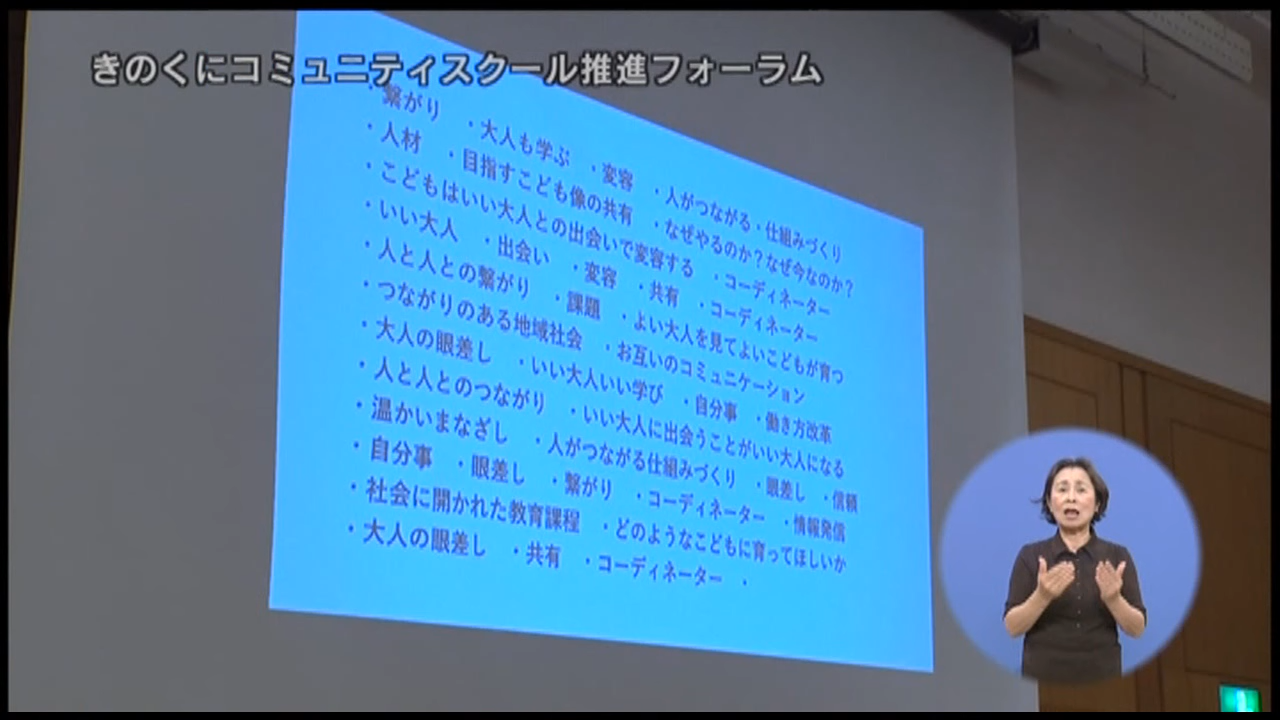 きのくにコミュニティスクール推進フォーラム
・繋がり ・大人も学ぶ ・変容 ・人がつながる・仕組みづくり
・人材 ・目指すこども像の共有 ・なぜやるのか？なぜ今なのか？
・こどもはいい大人との出会いで変容する ・コーディネーター
・いい大人 ・出会い ・変容 ・共有 ・コーディネーター
・人と人との繋がり ・課題 ・よい大人を見てよいこどもが育つ
・つながりのある地域社会 ・お互いのコミュニケーション
・大人の眼差し ・いい大人いい学び ・自分事 ・働き方改革
・人と人とのつながり ・いい大人に出会うことがいい大人になる
・温かいまなざし ・人がつながる仕組みづくり ・眼差し ・信頼
・自分事 ・眼差し ・繋がり ・コーディネーター ・情報発信
・社会に開かれた教育課程 ・どのようなこどもに育ってほしいか
・大人の眼差し ・共有 ・コーディネーター ・